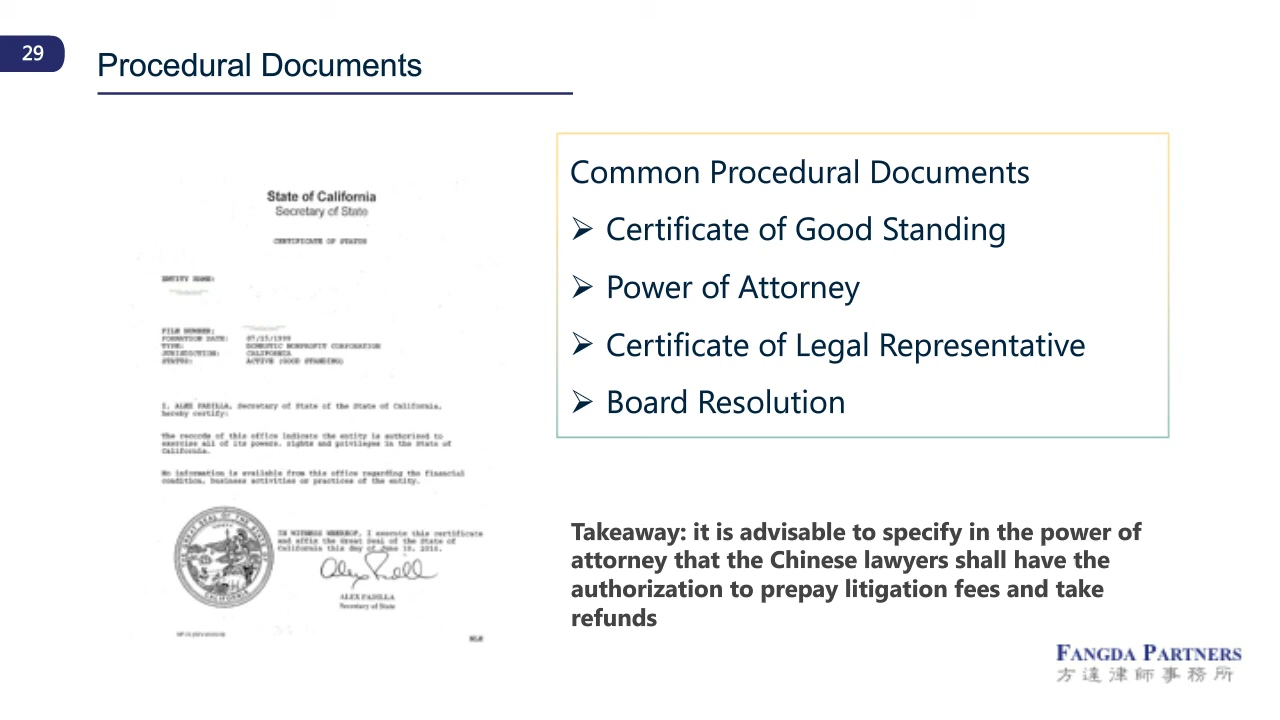 29
Procedural Documents
State of California
Secretary of State
CERTIFICATE OF STATUS
ENTITY NAME:
FILE NUMBER:
FORMATION DATE: 07/15/1999
TYPE: DOMESTIC NONPROFIT CORPORATION
JURISDICTION: CALIFORNIA
STATUS: ACTIVE (GOOD STANDING)
I, ALEX PADILLA, Secretary of State of the State of California,
hereby certify:
The records of this office indicate the entity is authorized to
exercise all of its powers, rights and privileges in the State of
California.
No information is available from this office regarding the financial
condition, business activities or practices of the entity.
IN WITNESS WHEREOF, I execute this certificate
and affix the Great Seal of the State of
California this day of June
ALEX PADILLA
Secretary of State
Common Procedural Documents
➢ Certificate of Good Standing
➢ Power of Attorney
➢ Certificate of Legal Representative
➢ Board Resolution
Takeaway: it is advisable to specify in the power of
attorney that the Chinese lawyers shall have the
authorization to prepay litigation fees and take
refunds
FANGDA PARTNERS
方達律師事務所